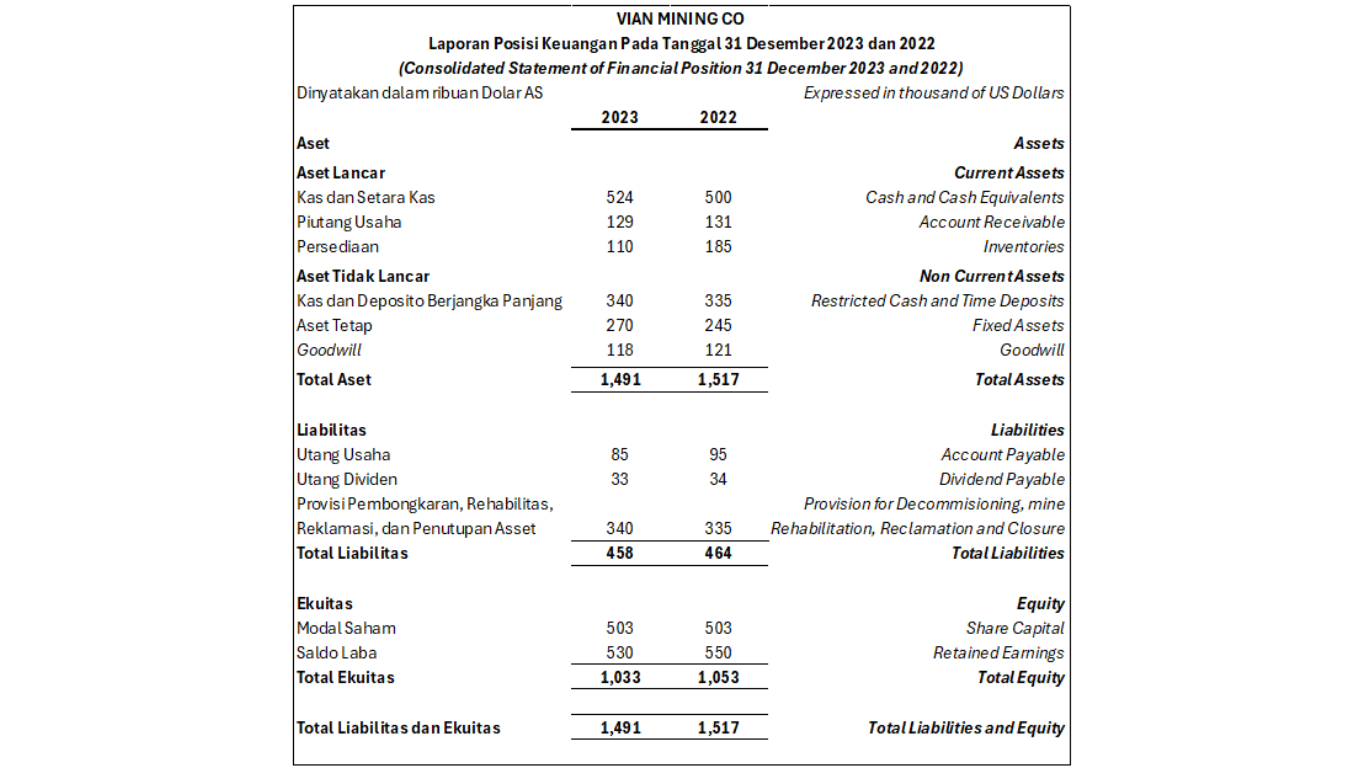 VIAN MINING CO
Laporan Posisi Keuangan Pada Tanggal 31 Desember 2023 dan 2022
(Consolidated Statement of Financial Position 31 December 2023 and 2022)
Dinyatakan dalam ribuan Dolar AS Expressed in thousand of US Dollars
2023 2022
Aset Assets
Aset Lancar Current Assets
Kas dan Setara Kas 524 500 Cash and Cash Equivalents
Piutang Usaha 129 131 Account Receivable
Persediaan 110 185 Inventories
Aset Tidak Lancar Non Current Assets
Kas dan Deposito Berjangka Panjang 340 335 Restricted Cash and Time Deposits
Aset Tetap 270 245 Fixed Assets
Goodwill 118 121 Goodwill
Total Aset 1,491 1,517 Total Assets
Liabilitas Liabilities
Utang Usaha 85 95 Account Payable
Utang Dividen 33 34 Dividend Payable
Provisi Pembongkaran, Rehabilitas, Provision for Decommisioning, mine
Reklamasi, dan Penutupan Asset 340 335 Rehabilitation, Reclamation and Closure
Total Liabilitas 458 464 Total Liabilities
Ekuitas Equity
Modal Saham 503 503 Share Capital
Saldo Laba 530 550 Retained Earnings
Total Ekuitas 1,033 1,053 Total Equity
Total Liabilitas dan Ekuitas 1,491 1,517 Total Liabilities and Equity